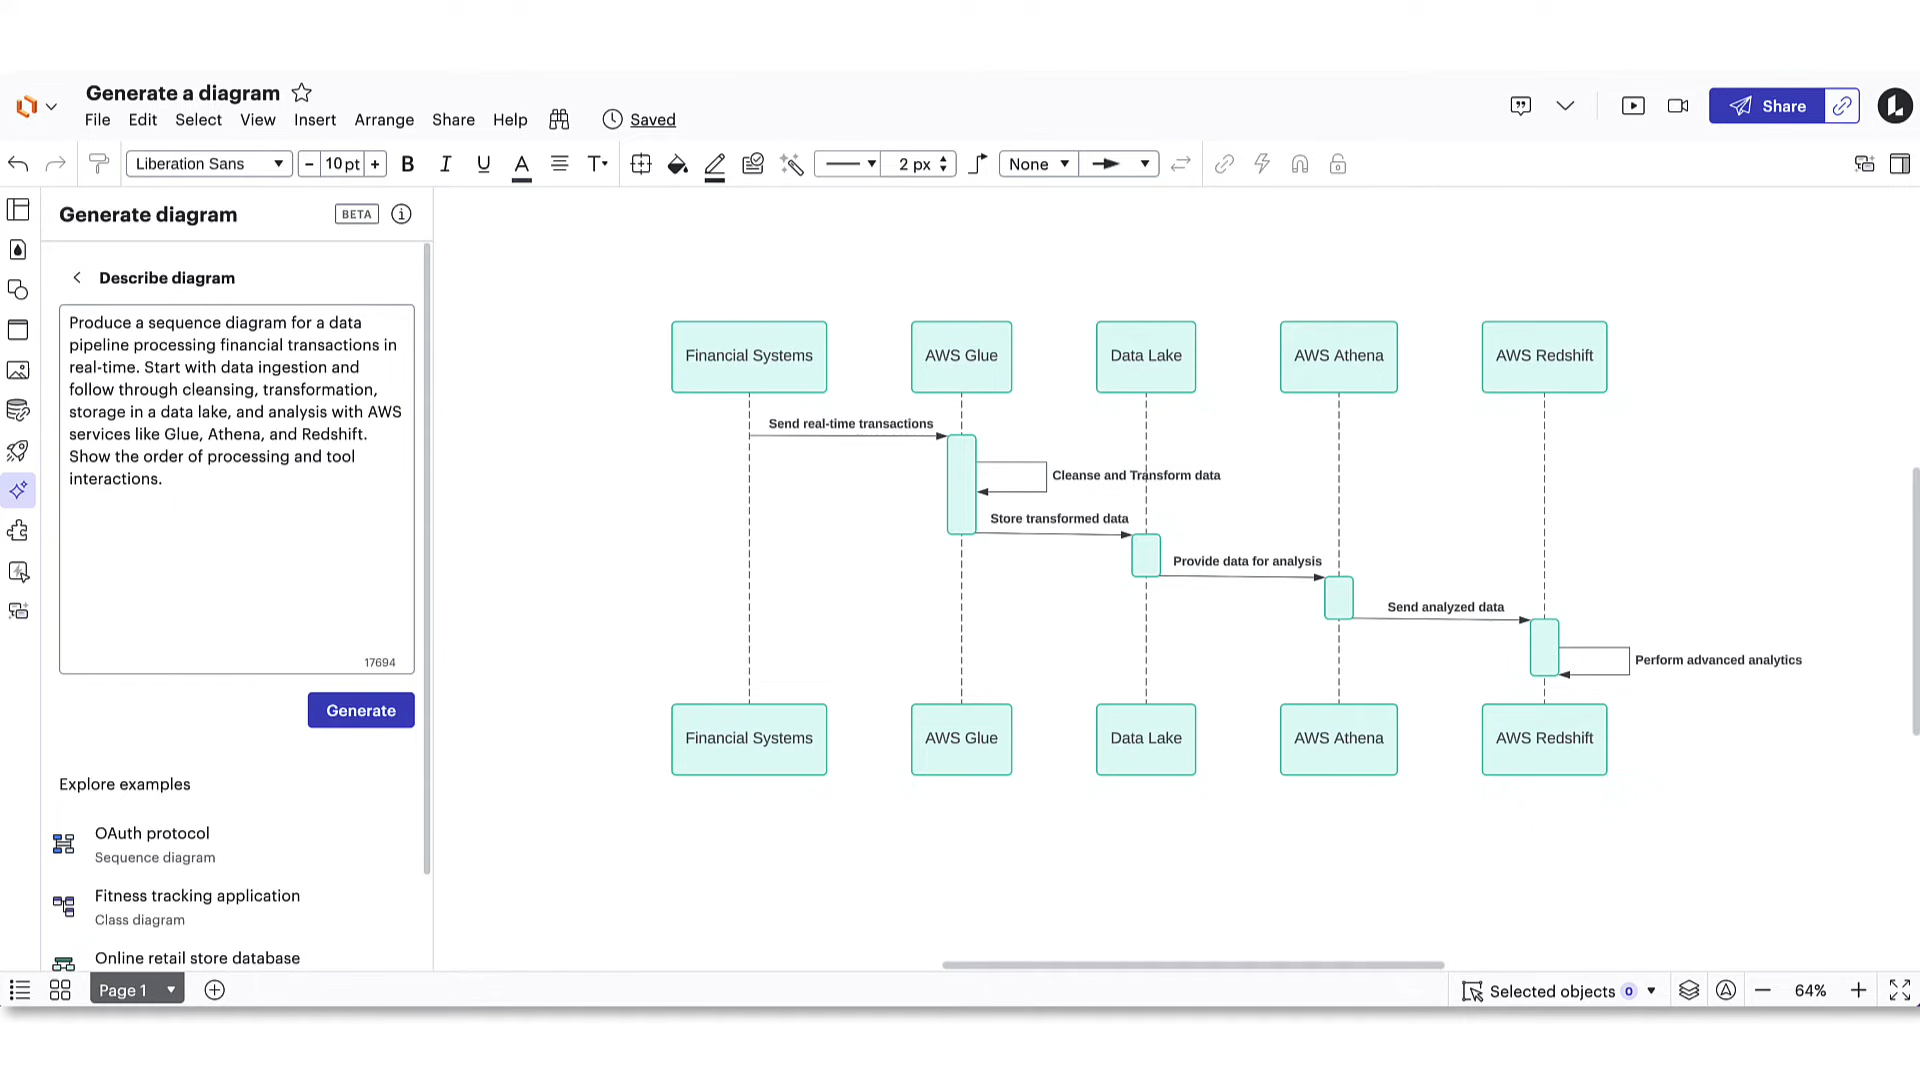 Generate a diagram
File Edit Select View Insert Arrange Share Help Saved
Share
Liberation Sans - 10 pt + B I U A T 2 px None
Generate diagram BETA
Describe diagram
Produce a sequence diagram for a data
pipeline processing financial transactions in
real-time. Start with data ingestion and
follow through cleansing, transformation,
storage in a data lake, and analysis with AWS
services like Glue, Athena, and Redshift.
Show the order of processing and tool
interactions.
17694
Generate
Explore examples
OAuth protocol
Sequence diagram
Fitness tracking application
Class diagram
Online retail store database
Financial Systems AWS Glue Data Lake AWS Athena AWS Redshift
Send real-time transactions
Cleanse and Transform data
Store transformed data
Provide data for analysis
Send analyzed data
Perform advanced analytics
Financial Systems AWS Glue Data Lake AWS Athena AWS Redshift
Page 1
Selected objects 0
64%